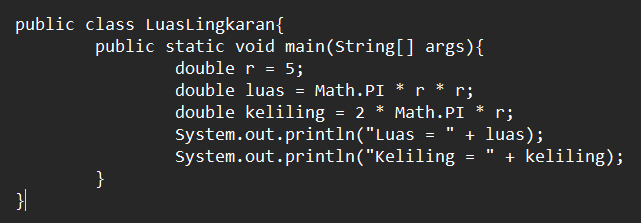 public class LuasLingkaran{
        public static void main(String[] args){
                double r = 5;
                double luas = Math.PI * r * r;
                double keliling = 2 * Math.PI * r;
                System.out.println("Luas = " + luas);
                System.out.println("Keliling = " + keliling);
        }
}